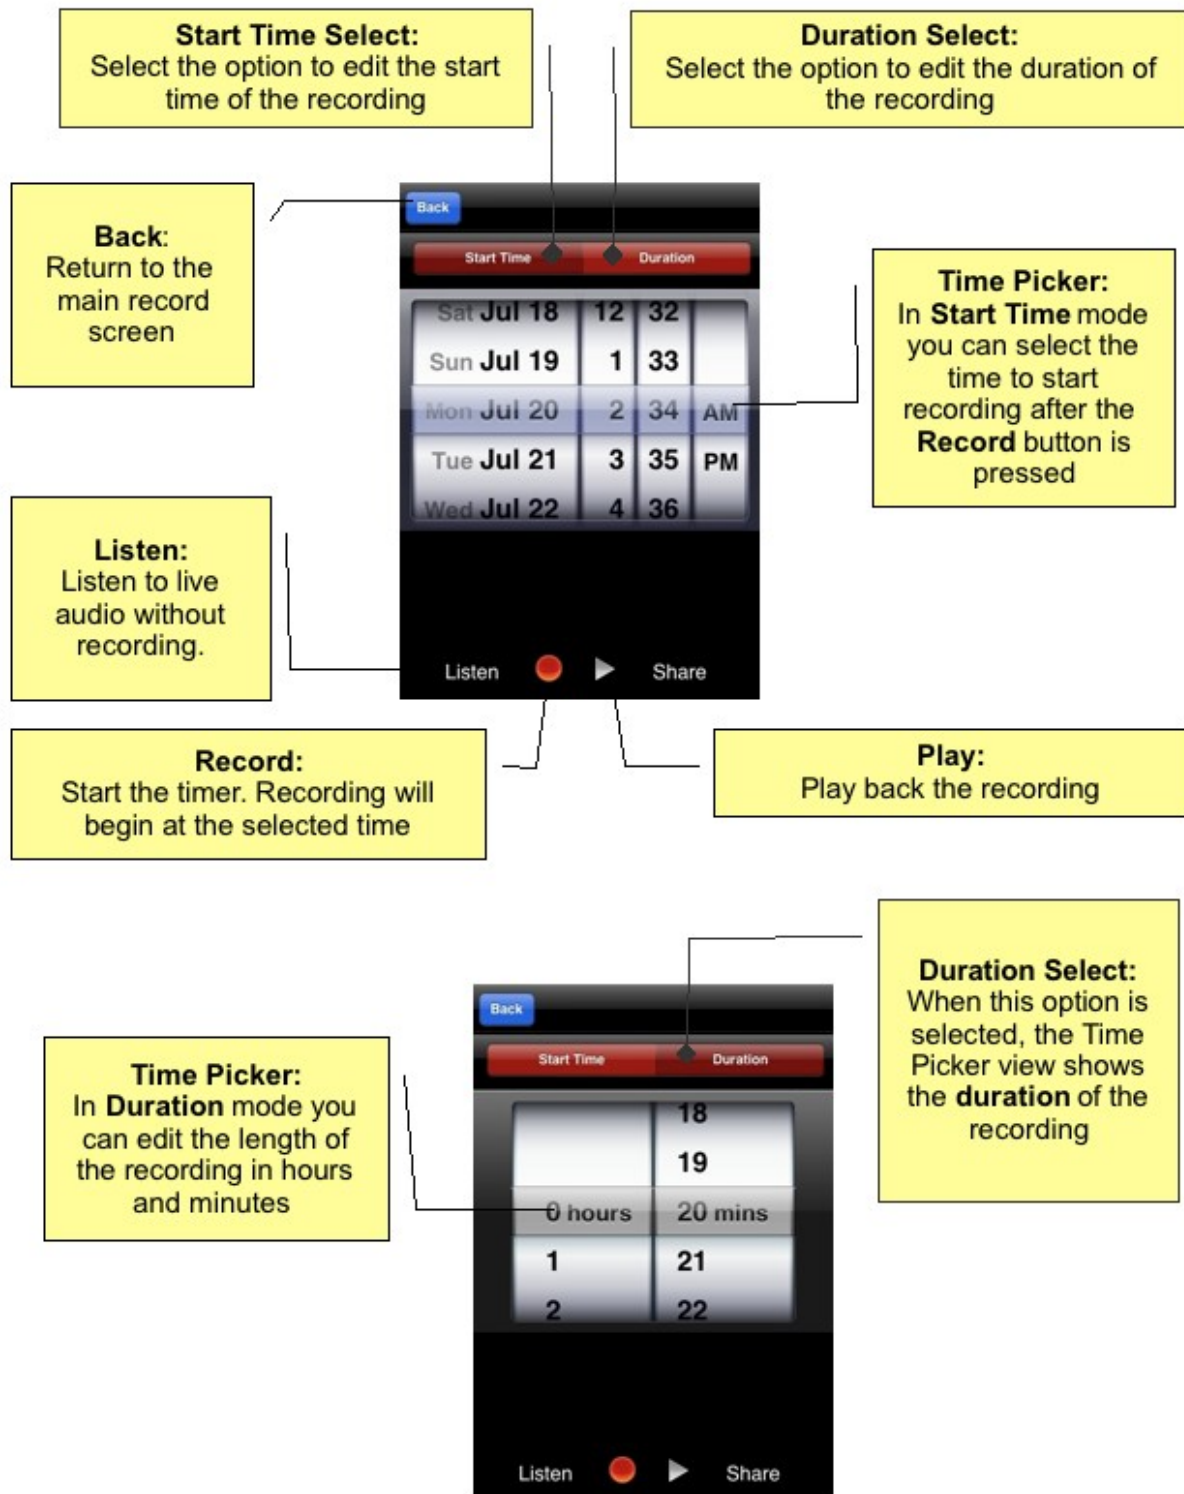 Start Time Select:
Select the option to edit the start
time of the recording
Duration Select:
Select the option to edit the duration of
the recording
Back:
Return to the
main record
screen
Back
Start Time Duration
Sat Jul 18 12 32
Sun Jul 19 1 33
Mon Jul 20 2 34 AM
Tue Jul 21 3 35 PM
Wed Jul 22 4 36
Time Picker:
In Start Time mode
you can select the
time to start
recording after the
Record button is
pressed
Listen:
Listen to live
audio without
recording.
Listen Share
Record:
Start the timer. Recording will
begin at the selected time
Play:
Play back the recording
Duration Select:
When this option is
selected, the Time
Picker view shows
the duration of the
recording
Time Picker:
In Duration mode you
can edit the length of
the recording in hours
and minutes
Back
Start Time Duration
18
19
0 hours 20 mins
1 21
2 22
Listen Share